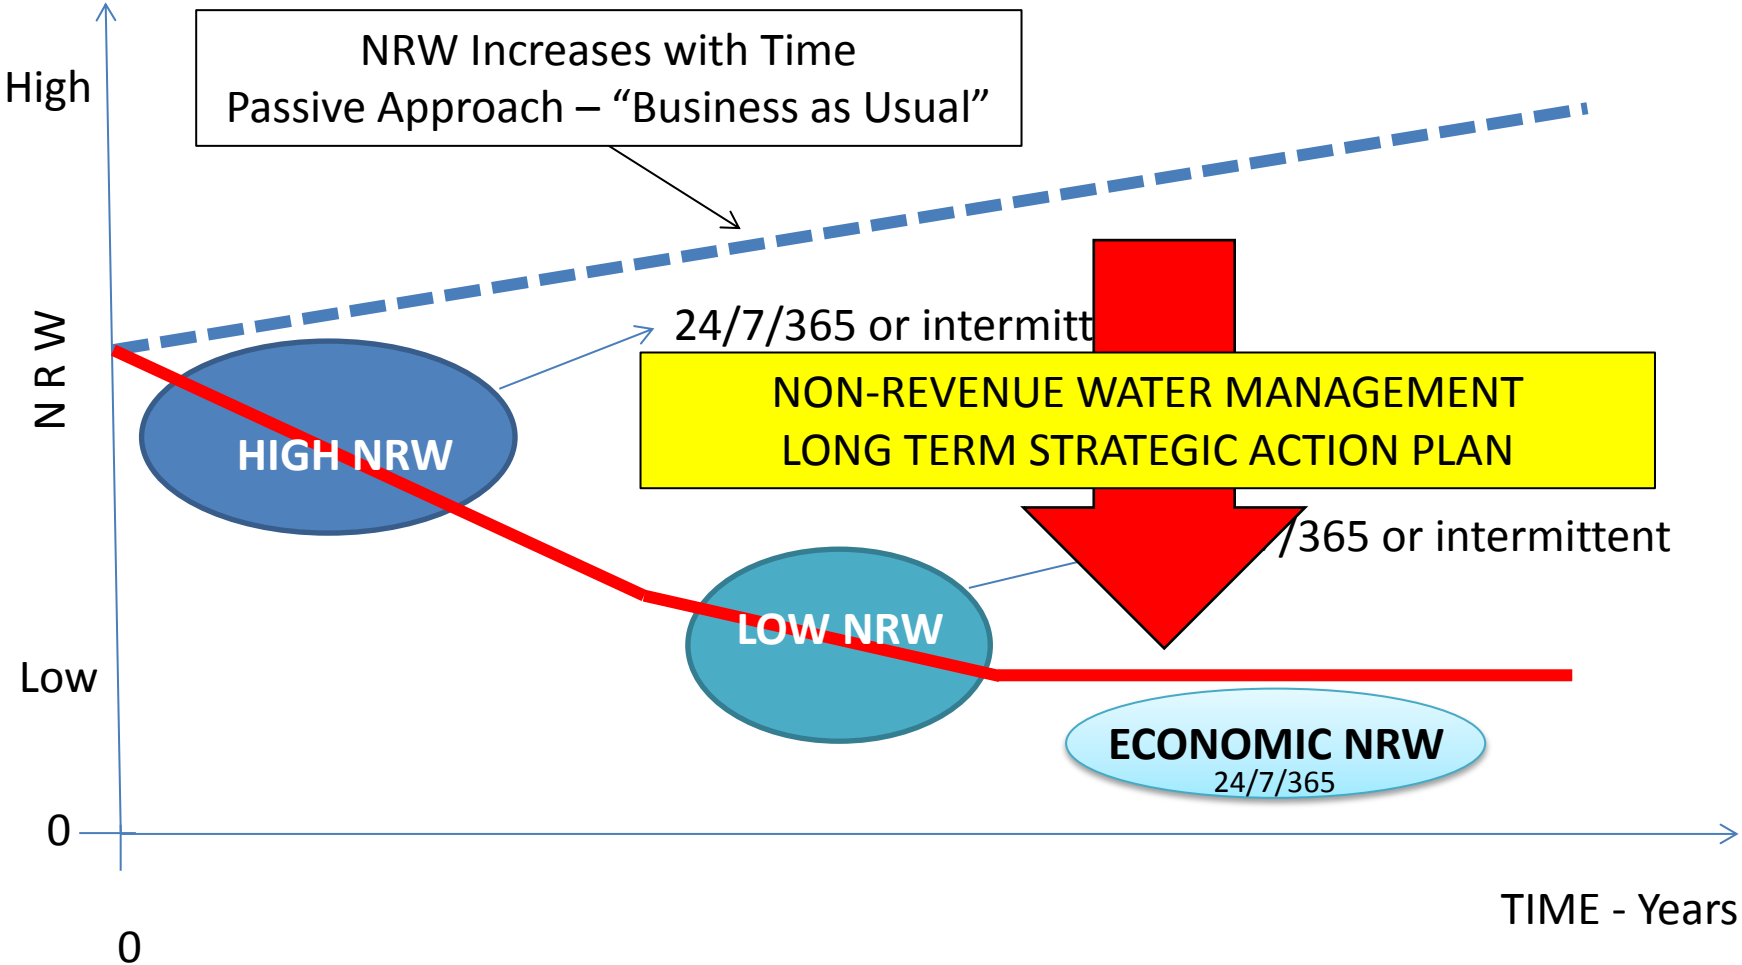 NRW Increases with Time
Passive Approach – “Business as Usual”
High
24/7/365 or intermitt
N R W
NON-REVENUE WATER MANAGEMENT
LONG TERM STRATEGIC ACTION PLAN
HIGH NRW
7/365 or intermittent
LOW NRW
Low
ECONOMIC NRW
24/7/365
0
TIME - Years
0